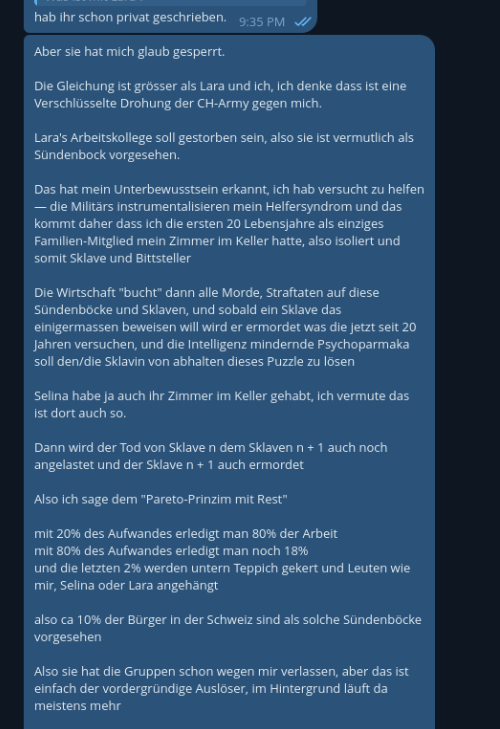 hab ihr schon privat geschrieben. 9:35 PM
Aber sie hat mich glaub gesperrt.
Die Gleichung ist grösser als Lara und ich, ich denke dass ist eine
Verschlüsselte Drohung der CH-Army gegen mich.
Lara's Arbeitskollege soll gestorben sein, also sie ist vermutlich als
Sündenbock vorgesehen.
Das hat mein Unterbewusstsein erkannt, ich hab versucht zu helfen
— die Militärs instrumentalisieren mein Helfersyndrom und das
kommt daher dass ich die ersten 20 Lebensjahre als einziges
Familien-Mitglied mein Zimmer im Keller hatte, also isoliert und
somit Sklave und Bittsteller
Die Wirtschaft "bucht" dann alle Morde, Straftaten auf diese
Sündenböcke und Sklaven, und sobald ein Sklave das
einigermassen beweisen will wird er ermordet was die jetzt seit 20
Jahren versuchen, und die Intelligenz mindernde Psychoparmaka
soll den/die Sklavin von abhalten dieses Puzzle zu lösen
Selina habe ja auch ihr Zimmer im Keller gehabt, ich vermute das
ist dort auch so.
Dann wird der Tod von Sklave n dem Sklaven n + 1 auch noch
angelastet und der Sklave n + 1 auch ermordet
Also ich sage dem "Pareto-Prinzim mit Rest"
mit 20% des Aufwandes erledigt man 80% der Arbeit
mit 80% des Aufwandes erledigt man noch 18%
und die letzten 2% werden untern Teppich gekert und Leuten wie
mir, Selina oder Lara angehängt
also ca 10% der Bürger in der Schweiz sind als solche Sündenböcke
vorgesehen
Also sie hat die Gruppen schon wegen mir verlassen, aber das ist
einfach der vordergründige Auslöser, im Hintergrund läuft da
meistens mehr